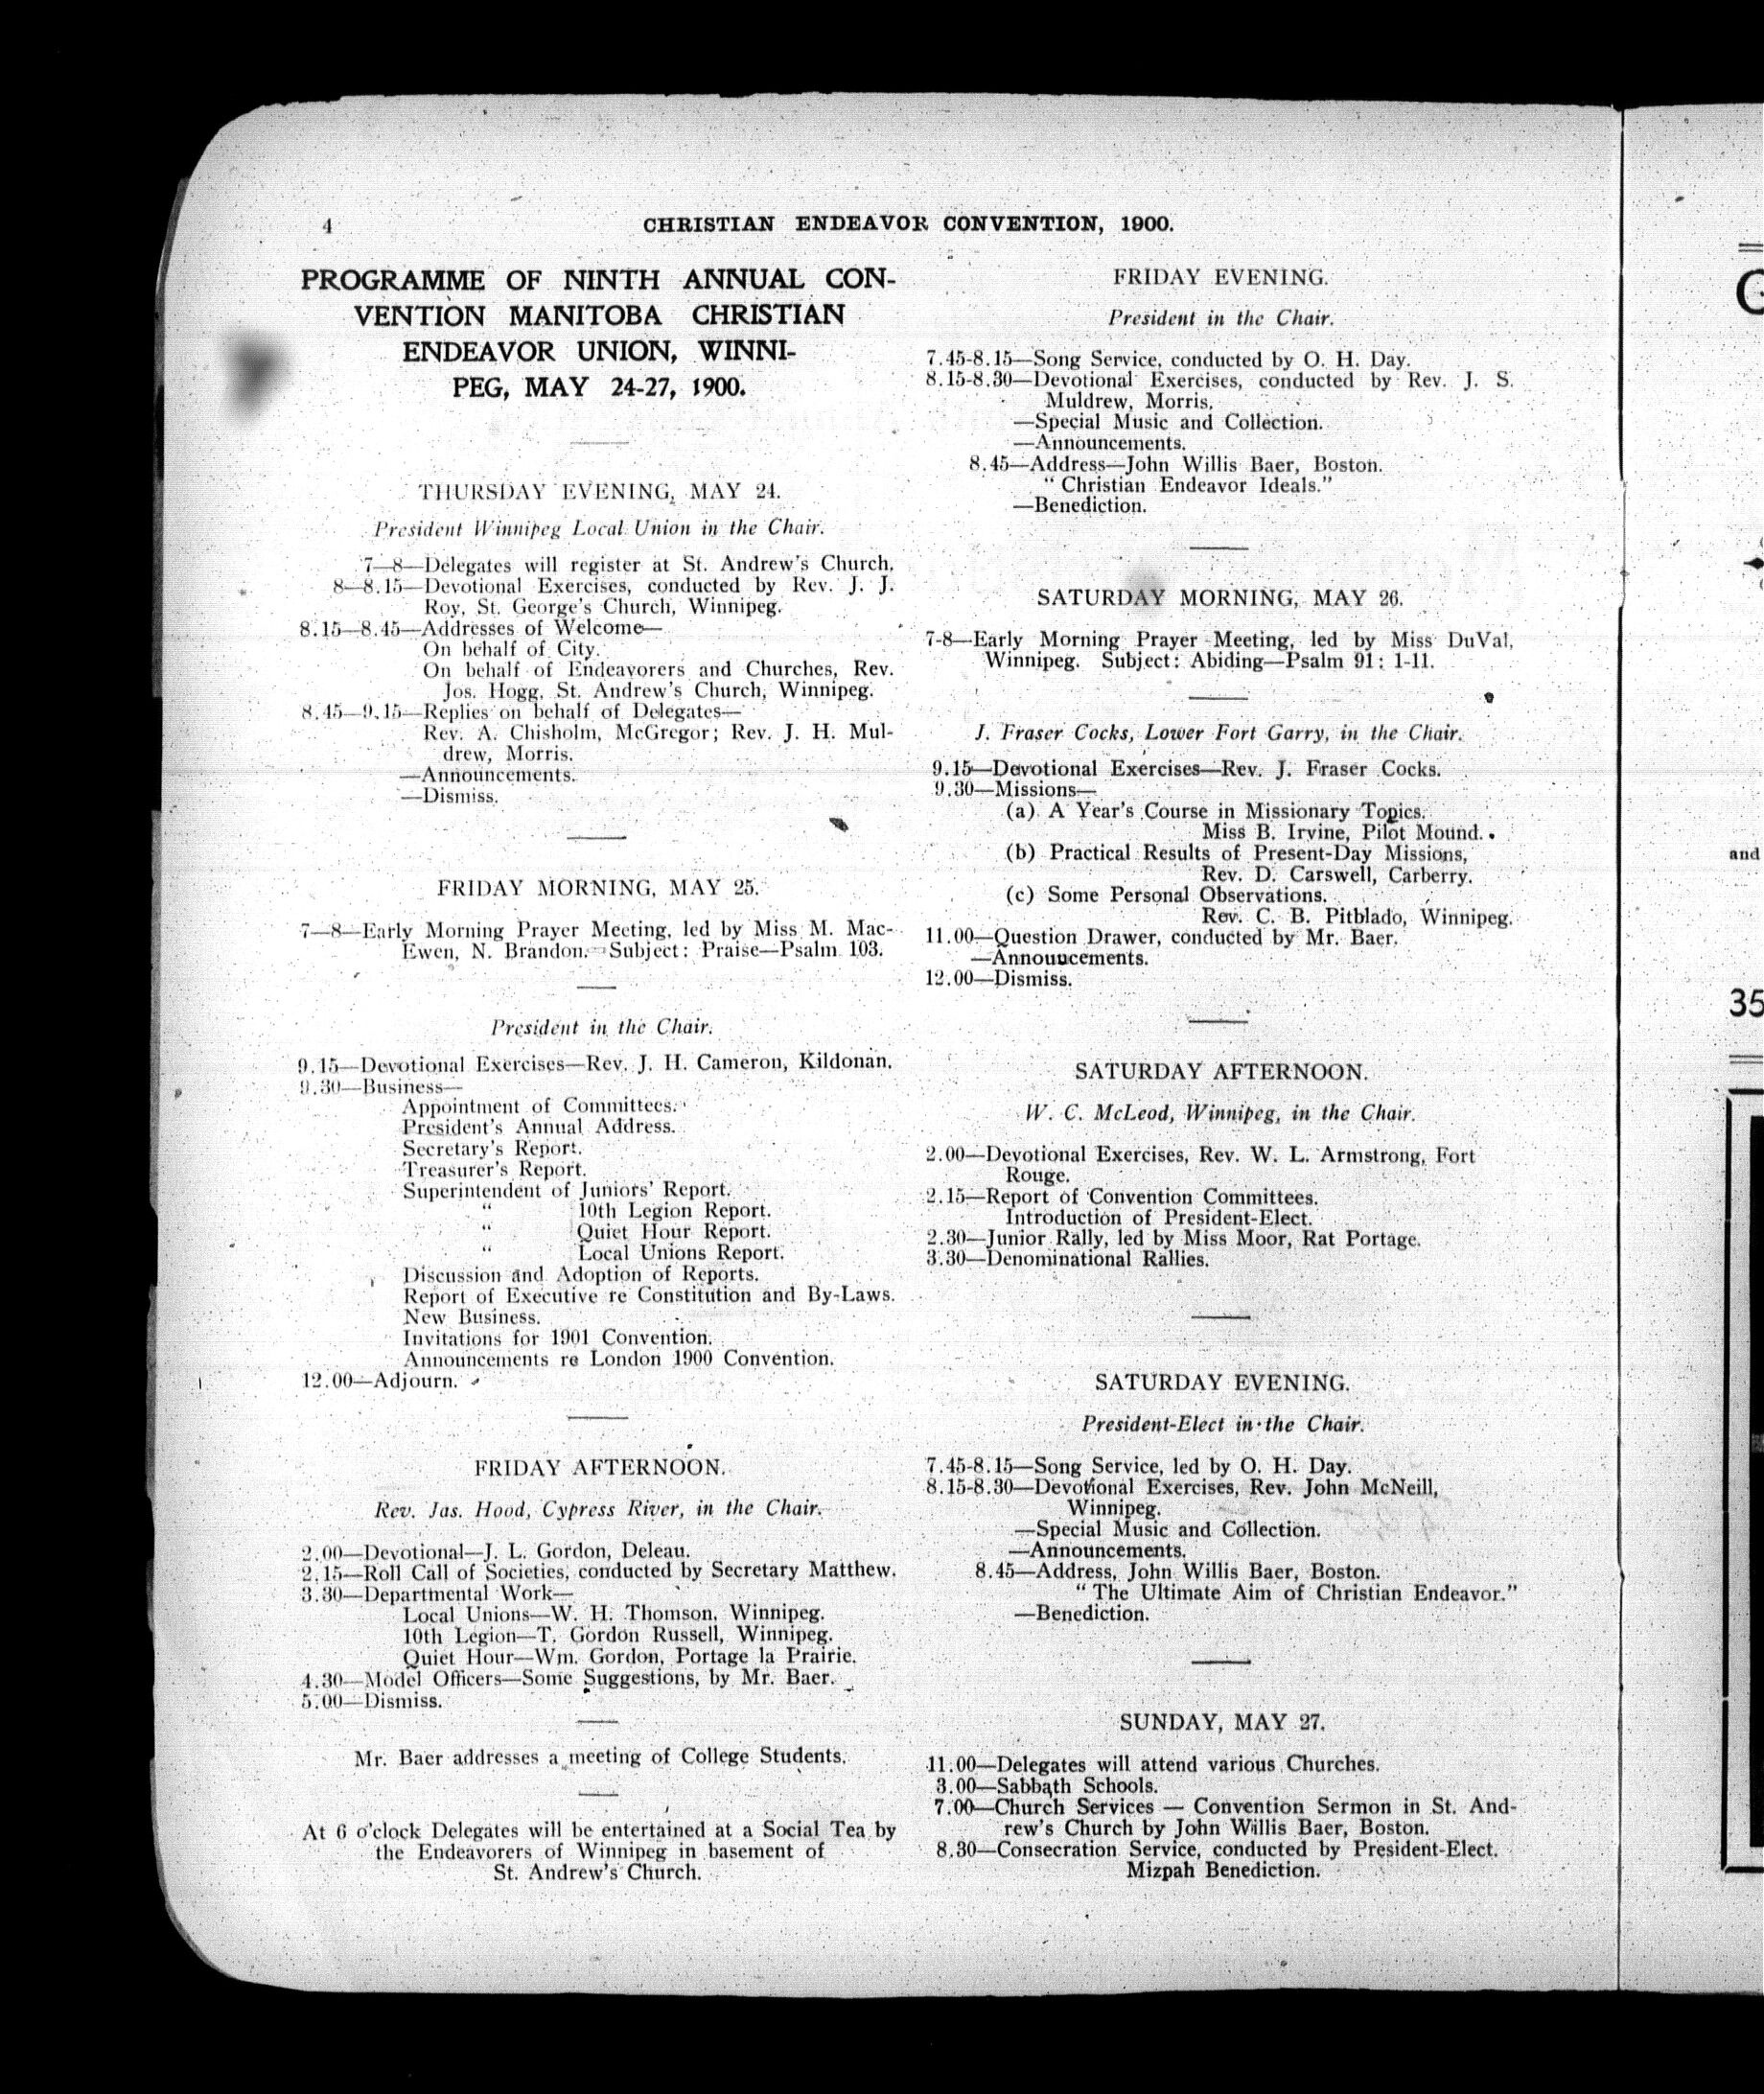 4
CHRISTIAN ENDEAVOR CONVENTION, 1900.
PROGRAMME OF NINTH ANNUAL CON-
VENTION MANITOBA CHRISTIAN
ENDEAVOR UNION, WINNI-
PEG, MAY 24-27, 1900.
THURSDAY EVENING, MAY 24.
President Winnipeg Local Union in the Chair.
7—8—Delegates will register at St. Andrew's Church.
8—8.15—Devotional Exercises, conducted by Rev. J. J.
Roy, St. George's Church, Winnipeg.
8.15—8.45—Addresses of Welcome—
On behalf of City.
On behalf of Endeavorers and Churches, Rev.
Jos. Hogg, St. Andrew's Church, Winnipeg.
8.45—9.15—Replies on behalf of Delegates—
Rev. A. Chisholm, McGregor; Rev. J. H. Mul-
drew, Morris.
—Announcements.
—Dismiss.
FRIDAY MORNING, MAY 25.
7—8—Early Morning Prayer Meeting, led by Miss M. Mac-
Ewen, N. Brandon. Subject: Praise—Psalm 103.
President in the Chair.
9.15—Devotional Exercises—Rev. J. H. Cameron, Kildonan.
9.30—Business—
Appointment of Committees.
President's Annual Address.
Secretary's Report.
Treasurer's Report.
Superintendent of Juniors' Report.
" 10th Legion Report.
" Quiet Hour Report.
" Local Unions Report.
Discussion and Adoption of Reports.
Report of Executive re Constitution and By-Laws.
New Business.
Invitations for 1901 Convention.
Announcements re London 1900 Convention.
12.00—Adjourn.
FRIDAY AFTERNOON.
Rev. Jas. Hood, Cypress River, in the Chair.
2.00—Devotional—J. L. Gordon, Deleau.
2.15—Roll Call of Societies, conducted by Secretary Matthew.
3.30—Departmental Work—
Local Unions—W. H. Thomson, Winnipeg.
10th Legion—T. Gordon Russell, Winnipeg.
Quiet Hour—Wm. Gordon, Portage la Prairie.
4.30—Model Officers—Some Suggestions, by Mr. Baer.
5.00—Dismiss.
Mr. Baer addresses a meeting of College Students.
At 6 o'clock Delegates will be entertained at a Social Tea by
the Endeavorers of Winnipeg in basement of
St. Andrew's Church.
FRIDAY EVENING.
President in the Chair.
7.45-8.15—Song Service, conducted by O. H. Day.
8.15-8.30—Devotional Exercises, conducted by Rev. J. S.
Muldrew, Morris.
—Special Music and Collection.
—Announcements.
8.45—Address—John Willis Baer, Boston.
"Christian Endeavor Ideals."
—Benediction.
SATURDAY MORNING, MAY 26.
7-8—Early Morning Prayer Meeting, led by Miss DuVal,
Winnipeg. Subject: Abiding—Psalm 91: 1-11.
J. Fraser Cocks, Lower Fort Garry, in the Chair.
9.15—Devotional Exercises—Rev. J. Fraser Cocks.
9.30—Missions—
(a) A Year's Course in Missionary Topics.
Miss B. Irvine, Pilot Mound.
(b) Practical Results of Present-Day Missions,
Rev. D. Carswell, Carberry.
(c) Some Personal Observations.
Rev. C. B. Pitblado, Winnipeg.
11.00—Question Drawer, conducted by Mr. Baer.
—Announcements.
12.00—Dismiss.
SATURDAY AFTERNOON.
W. C. McLeod, Winnipeg, in the Chair.
2.00—Devotional Exercises, Rev. W. L. Armstrong, Fort
Rouge.
2.15—Report of Convention Committees.
Introduction of President-Elect.
2.30—Junior Rally, led by Miss Moor, Rat Portage.
3.30—Denominational Rallies.
SATURDAY EVENING.
President-Elect in the Chair.
7.45-8.15—Song Service, led by O. H. Day.
8.15-8.30—Devotional Exercises, Rev. John McNeill,
Winnipeg.
—Special Music and Collection.
—Announcements.
8.45—Address, John Willis Baer, Boston.
"The Ultimate Aim of Christian Endeavor."
—Benediction.
SUNDAY, MAY 27.
11.00—Delegates will attend various Churches.
3.00—Sabbath Schools.
7.00—Church Services — Convention Sermon in St. And-
rew's Church by John Willis Baer, Boston.
8.30—Consecration Service, conducted by President-Elect.
Mizpah Benediction.
and
35